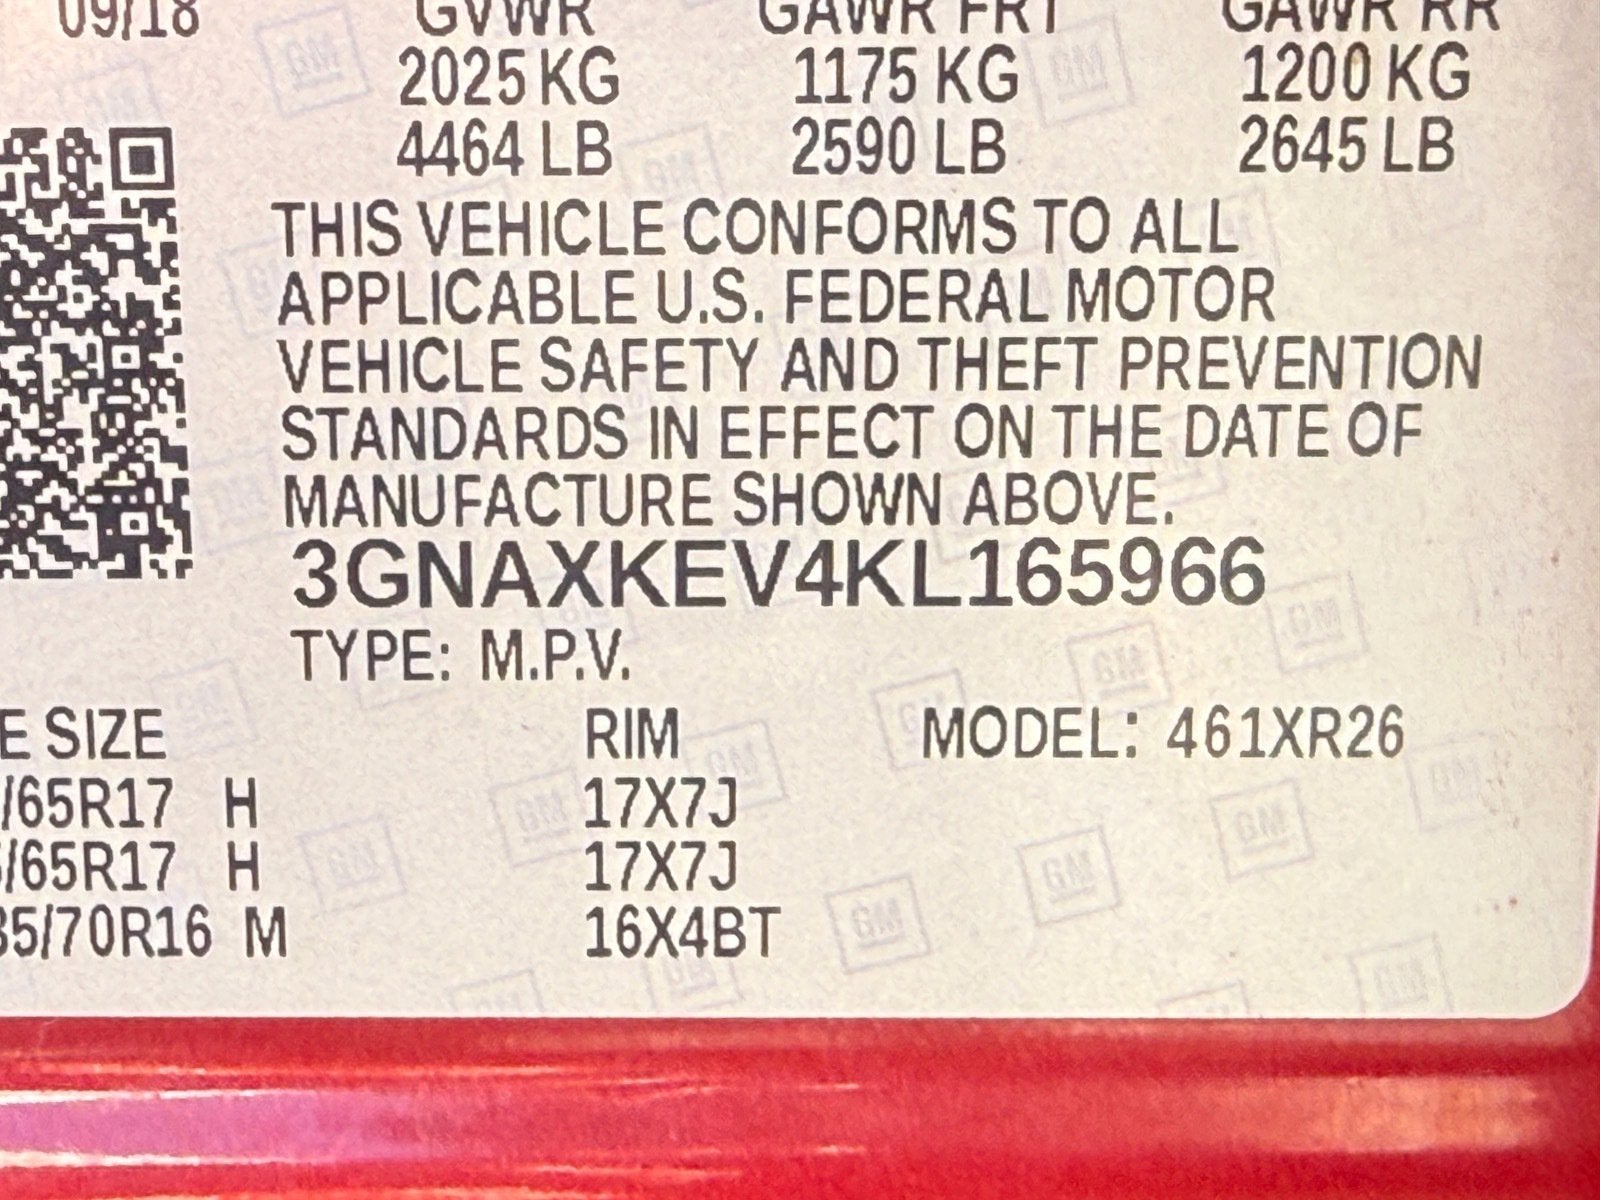 09/18 GVWR GAWR FRT GAWR RR
2025 KG 1175 KG 1200 KG
4464 LB 2590 LB 2645 LB
THIS VEHICLE CONFORMS TO ALL
APPLICABLE U.S. FEDERAL MOTOR
VEHICLE SAFETY AND THEFT PREVENTION
STANDARDS IN EFFECT ON THE DATE OF
MANUFACTURE SHOWN ABOVE.
3GNAXKEV4KL165966
TYPE: M.P.V.
E SIZE RIM MODEL: 461XR26
/65R17 H 17X7J
/65R17 H 17X7J
35/70R16 M 16X4BT